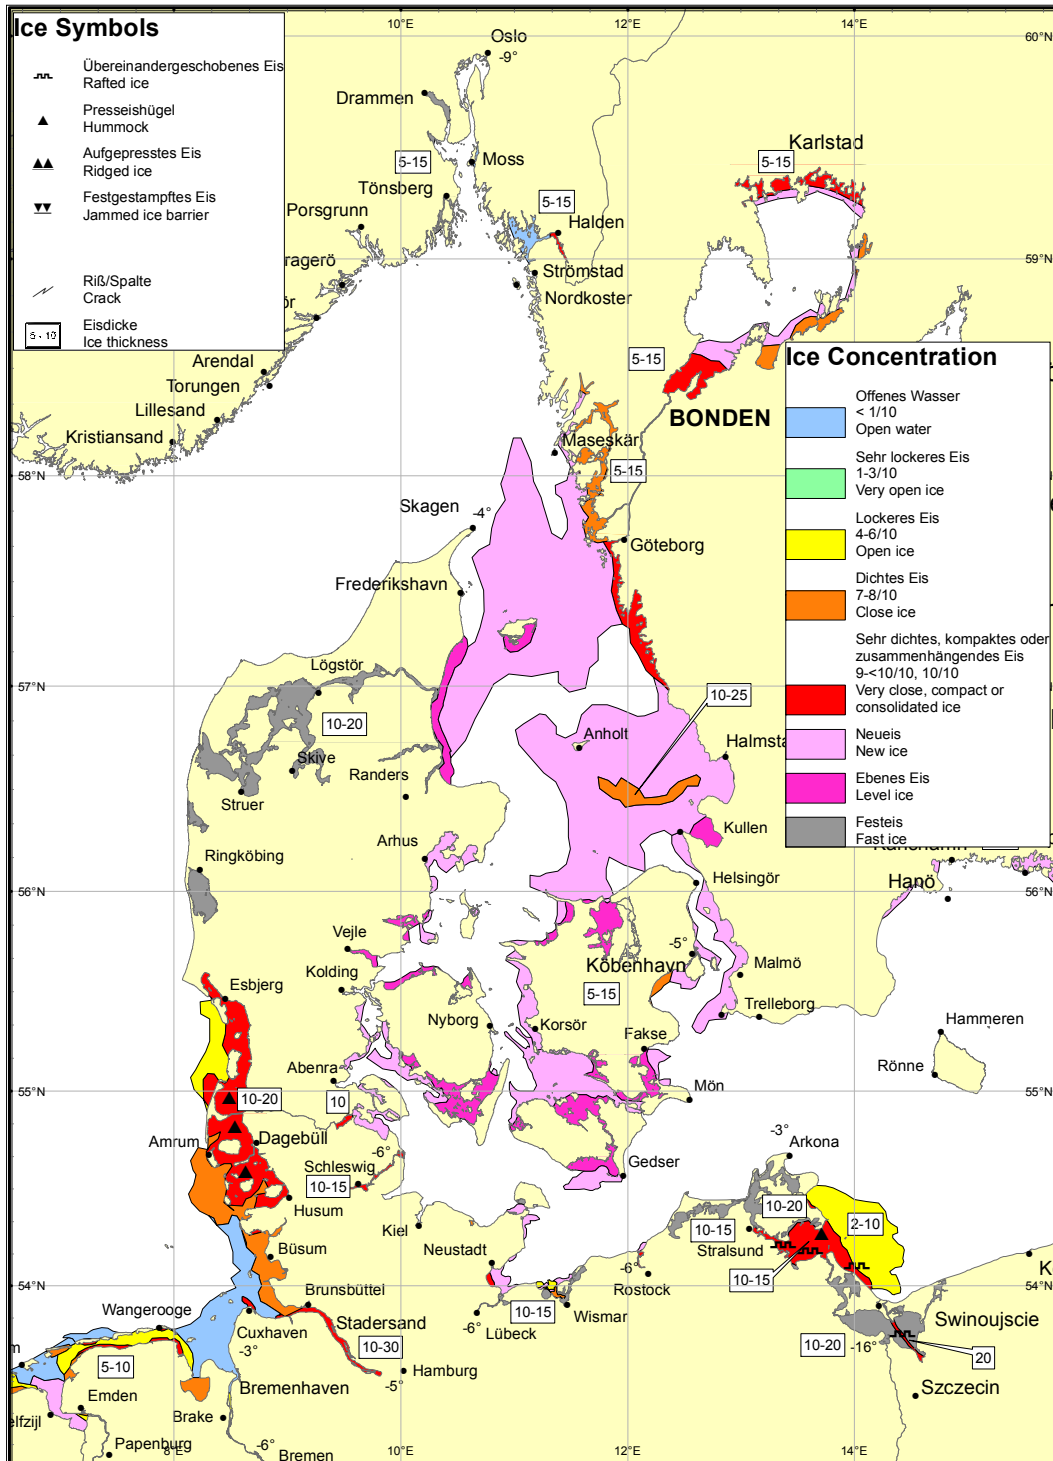 10°E
12°E
14°E
60°N
Ice Symbols
Übereinandergeschobenes Eis
Rafted ice
Presseishügel
Hummock
Aufgepresstes Eis
Ridged ice
Festgestampftes Eis
Jammed ice barrier
Riß/Spalte
Crack
5 - 10
Eisdicke
Ice thickness
Oslo
-9°
Drammen
5-15
Moss
Tönsberg
Porsgrunn
5-15
Halden
ragerö
Strömstad
Nordkoster
Karlstad
5-15
59°N
ör
Arendal
Torungen
Lillesand
Kristiansand
5-15
BONDEN
Maseskär
5-15
58°N
Skagen
-4°
Göteborg
Frederikshavn
Ice Concentration
Offenes Wasser
< 1/10
Open water
Sehr lockeres Eis
1-3/10
Very open ice
Lockeres Eis
4-6/10
Open ice
Dichtes Eis
7-8/10
Close ice
Sehr dichtes, kompaktes oder
zusammenhängendes Eis
9-<10/10, 10/10
Very close, compact or
consolidated ice
Neueis
New ice
Ebenes Eis
Level ice
Festeis
Fast ice
57°N
Lögstör
10-20
10-25
Anholt
Halmsta
Skive
Randers
Struer
Kullen
Arhus
Ringköbing
Helsingör
Hanö
56°N
Vejle
-5°
Kolding
Köbenhavn
Malmö
5-15
Esbjerg
Trelleborg
Nyborg
Korsör
Fakse
Hammeren
Abenra
Rönne
55°N
10
Mön
10-20
Amrum
Dagebüll
-3°
Arkona
-6°
Schleswig
Gedser
10-15
Husum
10-20
2-10
Kiel
10-15
Stralsund
Büsum
Neustadt
-6°
10-15
Rostock
54°N
Brunsbüttel
Wangerooge
Stadersand
10-15
Wismar
Cuxhaven
-6°
Lübeck
Swinoujscie
-3°
10-30
10-20
-16°
20
5-10
Hamburg
-5°
Bremenhaven
Szczecin
Emden
elfzijl
Brake
-6°
Papenburg
Bremen
8°E
10°E
12°E
14°E